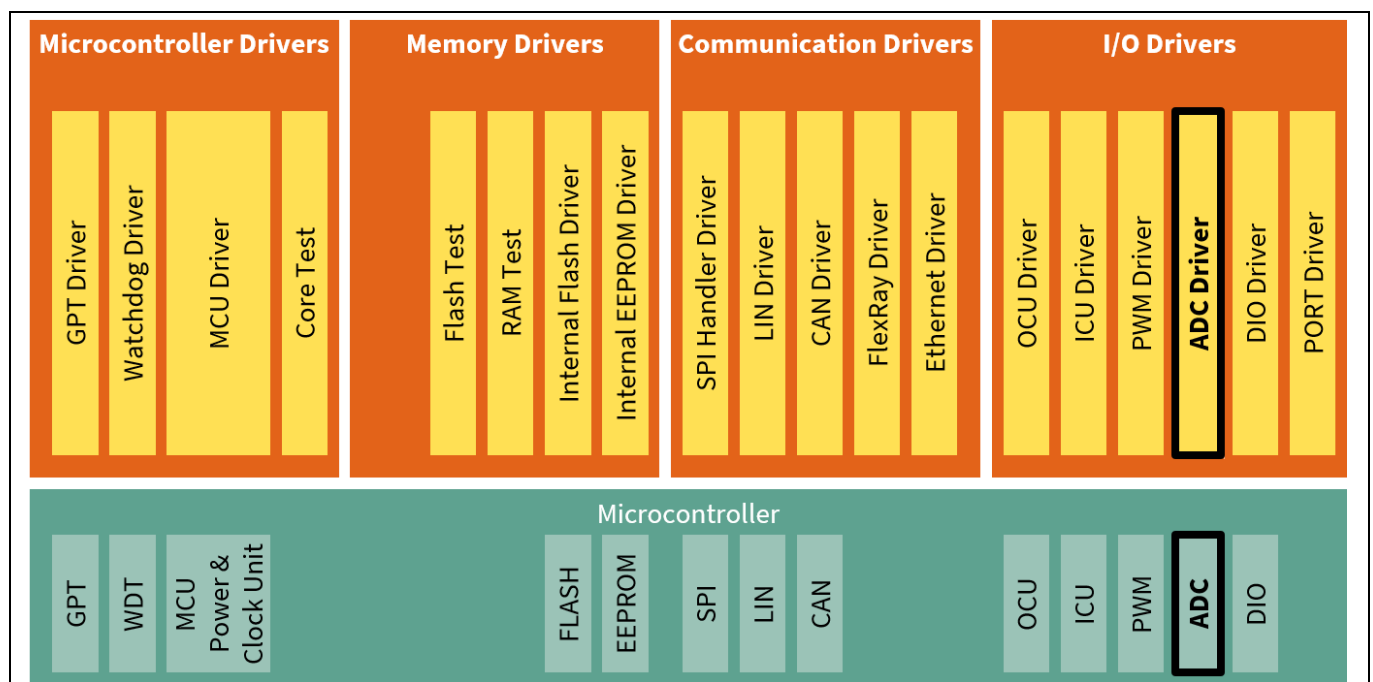 Microcontroller Drivers
Memory Drivers
Communication Drivers
I/O Drivers
GPT Driver
Watchdog Driver
MCU Driver
Core Test
Flash Test
RAM Test
Internal Flash Driver
Internal EEPROM Driver
SPI Handler Driver
LIN Driver
CAN Driver
FlexRay Driver
Ethernet Driver
OCU Driver
ICU Driver
PWM Driver
ADC Driver
DIO Driver
PORT Driver
Microcontroller
GPT
WDT
MCU
Power &
Clock Unit
FLASH
EEPROM
SPI
LIN
CAN
OCU
ICU
PWM
ADC
DIO